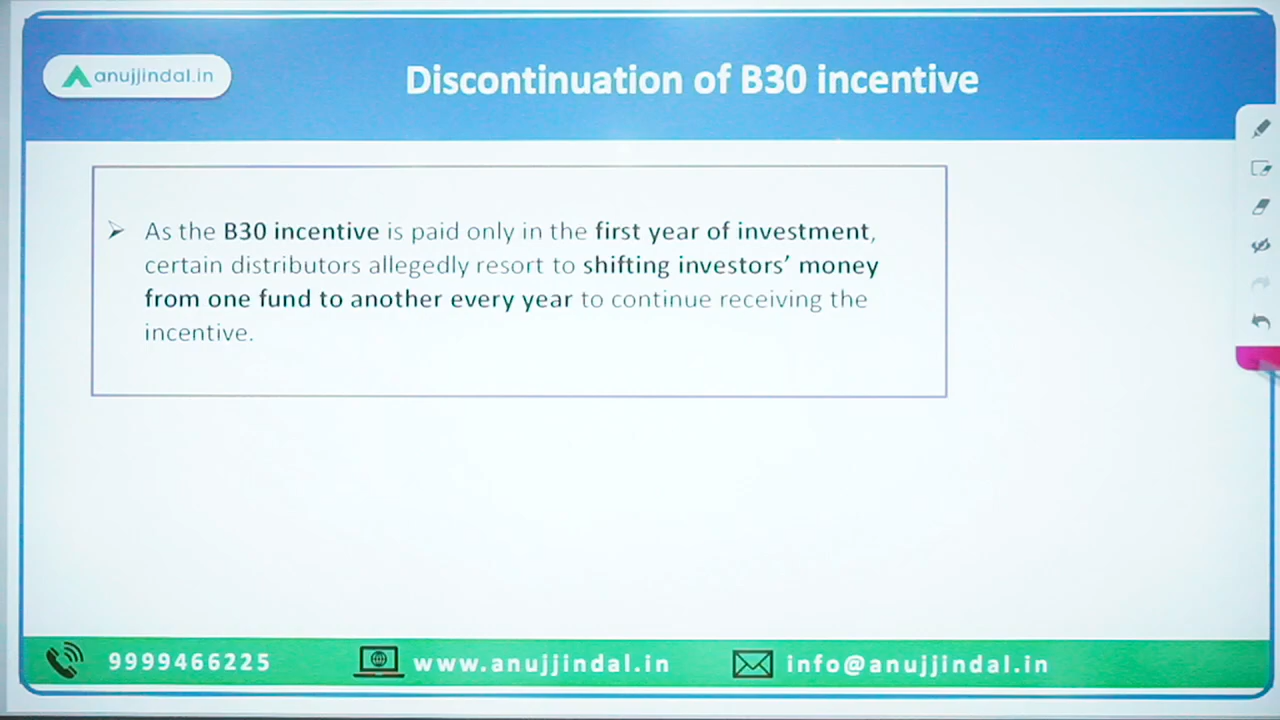 anujjindal.in
Discontinuation of B30 incentive
As the B30 incentive is paid only in the first year of investment,
certain distributors allegedly resort to shifting investors’ money
from one fund to another every year to continue receiving the
incentive.
9999466225
www.anujjindal.in
info@anujjindal.in